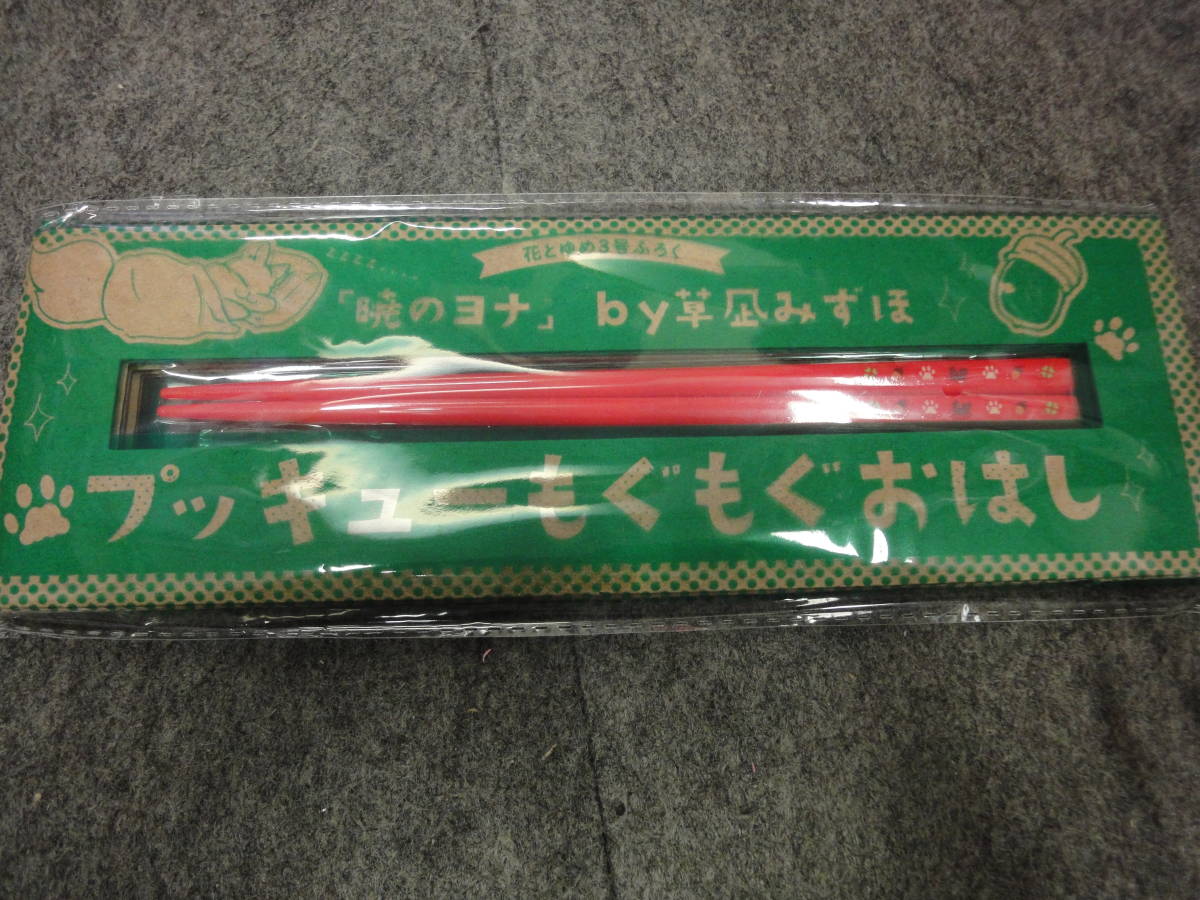 花とゆめ3号ふろく
zzzz....
「暁のヨナ」 by草凪みずほ
プッキューもぐもぐおはし